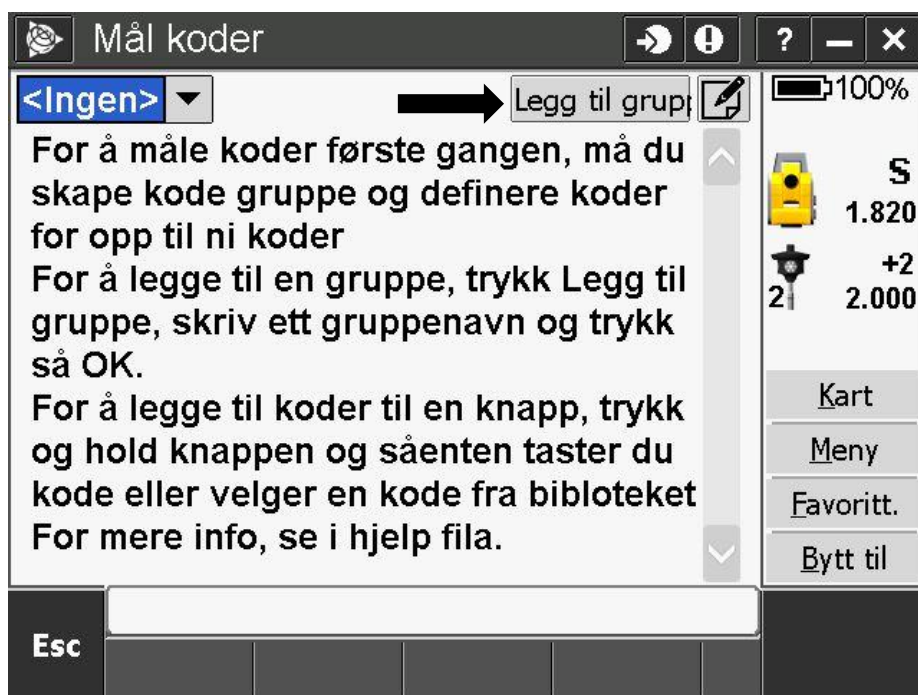 Mål koder
? – ×
<Ingen>
Legg til grup
100%
For å måle koder første gangen, må du
skape kode gruppe og definere koder
for opp til ni koder
For å legge til en gruppe, trykk Legg til
gruppe, skriv ett gruppenavn og trykk
så OK.
For å legge til koder til en knapp, trykk
og hold knappen og såenten taster du
kode eller velger en kode fra bibloteket
For mere info, se i hjelp fila.
S
1.820
+2
2
2.000
Kart
Meny
Favoritt.
Bytt til
Esc